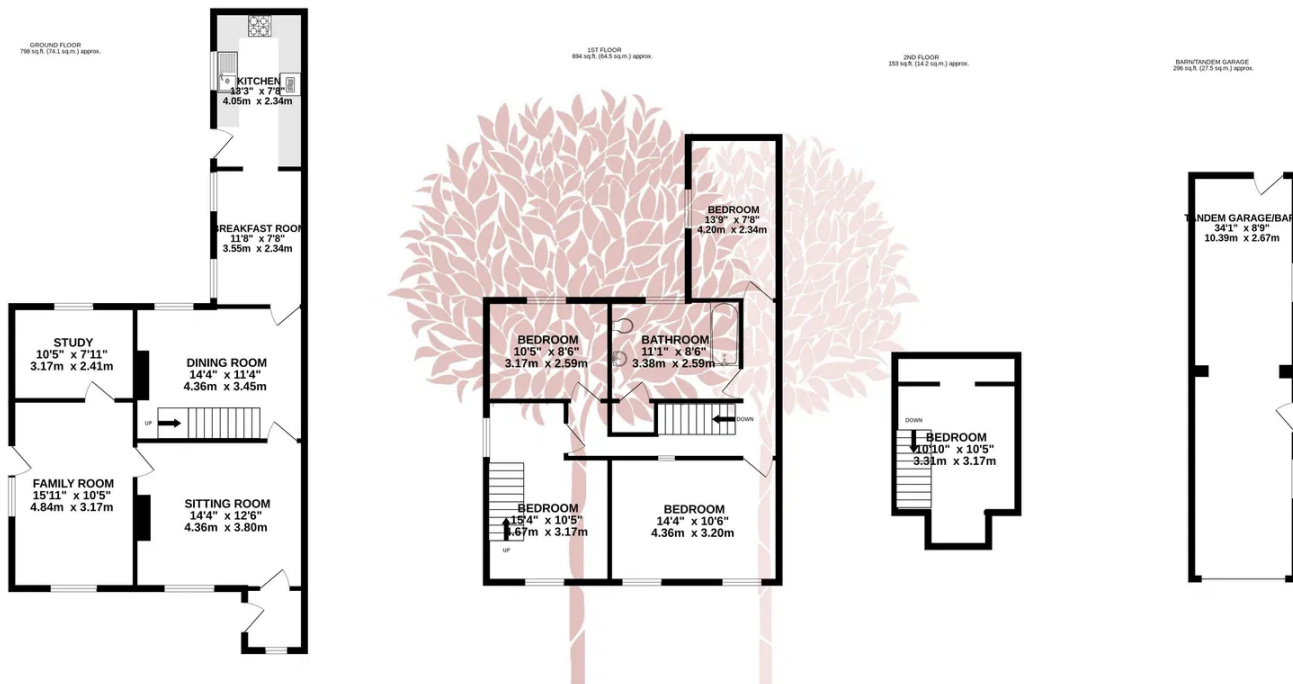 GROUND FLOOR
798 sq.ft. (74.1 sq.m.) approx.
KITCHEN
13'3" x 7'8"
4.05m x 2.34m
BREAKFAST ROOM
11'8" x 7'8"
3.55m x 2.34m
STUDY
10'5" x 7'11"
3.17m x 2.41m
DINING ROOM
14'4" x 11'4"
4.36m x 3.45m
UP
FAMILY ROOM
15'11" x 10'5"
4.84m x 3.17m
SITTING ROOM
14'4" x 12'6"
4.36m x 3.80m
1ST FLOOR
694 sq.ft. (64.5 sq.m.) approx.
BEDROOM
13'9" x 7'8"
4.20m x 2.34m
BEDROOM
10'5" x 8'6"
3.17m x 2.59m
BATHROOM
11'1" x 8'6"
3.38m x 2.59m
DOWN
BEDROOM
15'4" x 10'5"
4.67m x 3.17m
UP
BEDROOM
14'4" x 10'6"
4.36m x 3.20m
2ND FLOOR
153 sq.ft. (14.2 sq.m.) approx.
DOWN
BEDROOM
10'10" x 10'5"
3.31m x 3.17m
BARN/TANDEM GARAGE
296 sq.ft. (27.5 sq.m.) approx.
TANDEM GARAGE/BAR
34'1" x 8'9"
10.39m x 2.67m